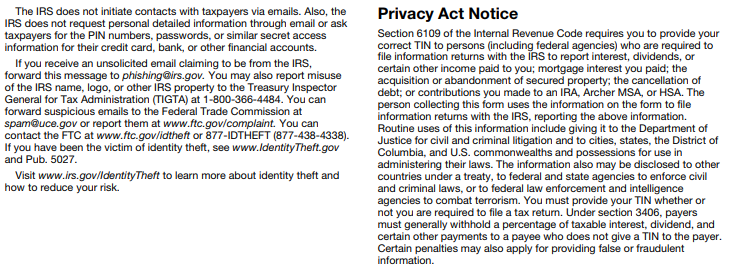 The IRS does not initiate contacts with taxpayers via emails. Also, the
IRS does not request personal detailed information through email or ask
taxpayers for the PIN numbers, passwords, or similar secret access
information for their credit card, bank, or other financial accounts.
If you receive an unsolicited email claiming to be from the IRS,
forward this message to phishing@irs.gov. You may also report misuse
of the IRS name, logo, or other IRS property to the Treasury Inspector
General for Tax Administration (TIGTA) at 1-800-366-4484. You can
forward suspicious emails to the Federal Trade Commission at
spam@uce.gov or report them at www.ftc.gov/complaint. You can
contact the FTC at www.ftc.gov/idtheft or 877-IDTHEFT (877-438-4338).
If you have been the victim of identity theft, see www.IdentityTheft.gov
and Pub. 5027.
Visit www.irs.gov/IdentityTheft to learn more about identity theft and
how to reduce your risk.
Privacy Act Notice
Section 6109 of the Internal Revenue Code requires you to provide your
correct TIN to persons (including federal agencies) who are required to
file information returns with the IRS to report interest, dividends, or
certain other income paid to you; mortgage interest you paid; the
acquisition or abandonment of secured property; the cancellation of
debt; or contributions you made to an IRA, Archer MSA, or HSA. The
person collecting this form uses the information on the form to file
information returns with the IRS, reporting the above information.
Routine uses of this information include giving it to the Department of
Justice for civil and criminal litigation and to cities, states, the District of
Columbia, and U.S. commonwealths and possessions for use in
administering their laws. The information also may be disclosed to other
countries under a treaty, to federal and state agencies to enforce civil
and criminal laws, or to federal law enforcement and intelligence
agencies to combat terrorism. You must provide your TIN whether or
not you are required to file a tax return. Under section 3406, payers
must generally withhold a percentage of taxable interest, dividend, and
certain other payments to a payee who does not give a TIN to the payer.
Certain penalties may also apply for providing false or fraudulent
information.